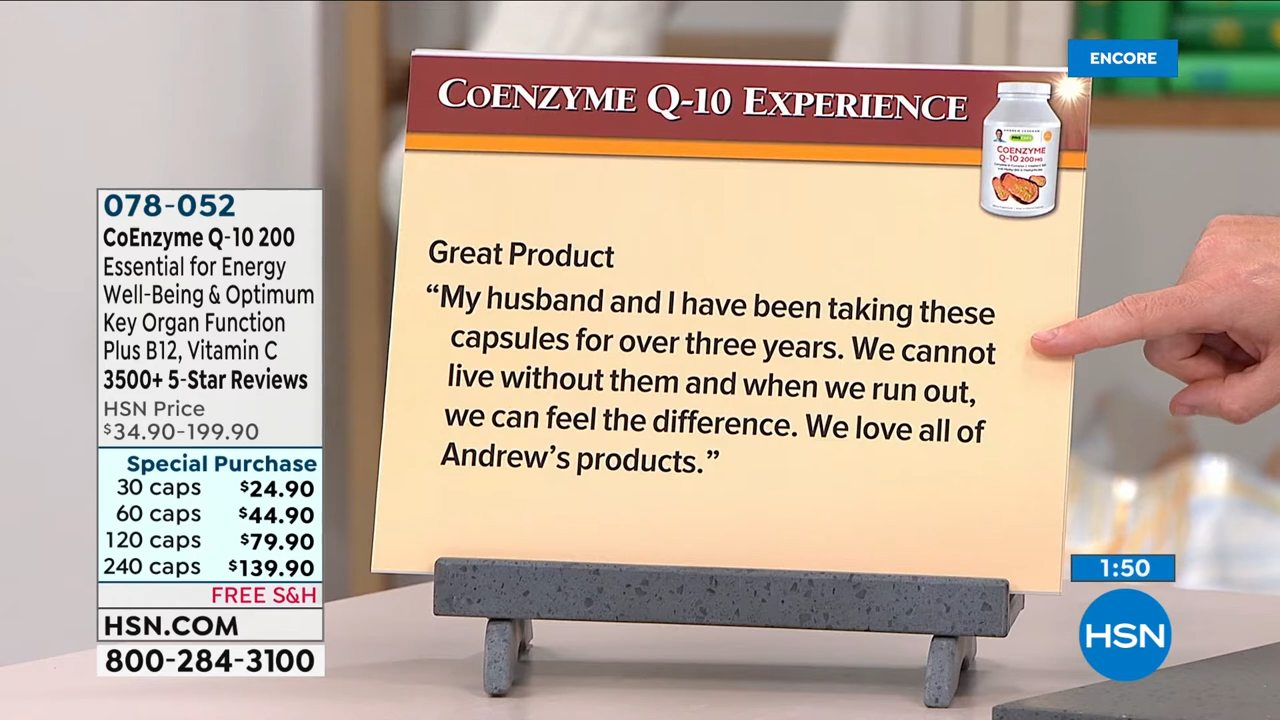 ENCORE
COENZYME Q-10 EXPERIENCE
COENZYME
Q-10 200 MG
Great Product
“My husband and I have been taking these
capsules for over three years. We cannot
live without them and when we run out,
we can feel the difference. We love all of
Andrew’s products.”
078-052
CoEnzyme Q-10 200
Essential for Energy
Well-Being & Optimum
Key Organ Function
Plus B12, Vitamin C
3500+ 5-Star Reviews
HSN Price
$34.90-199.90
Special Purchase
30 caps $24.90
60 caps $44.90
120 caps $79.90
240 caps $139.90
FREE S&H
HSN.COM
800-284-3100
1:50
HSN